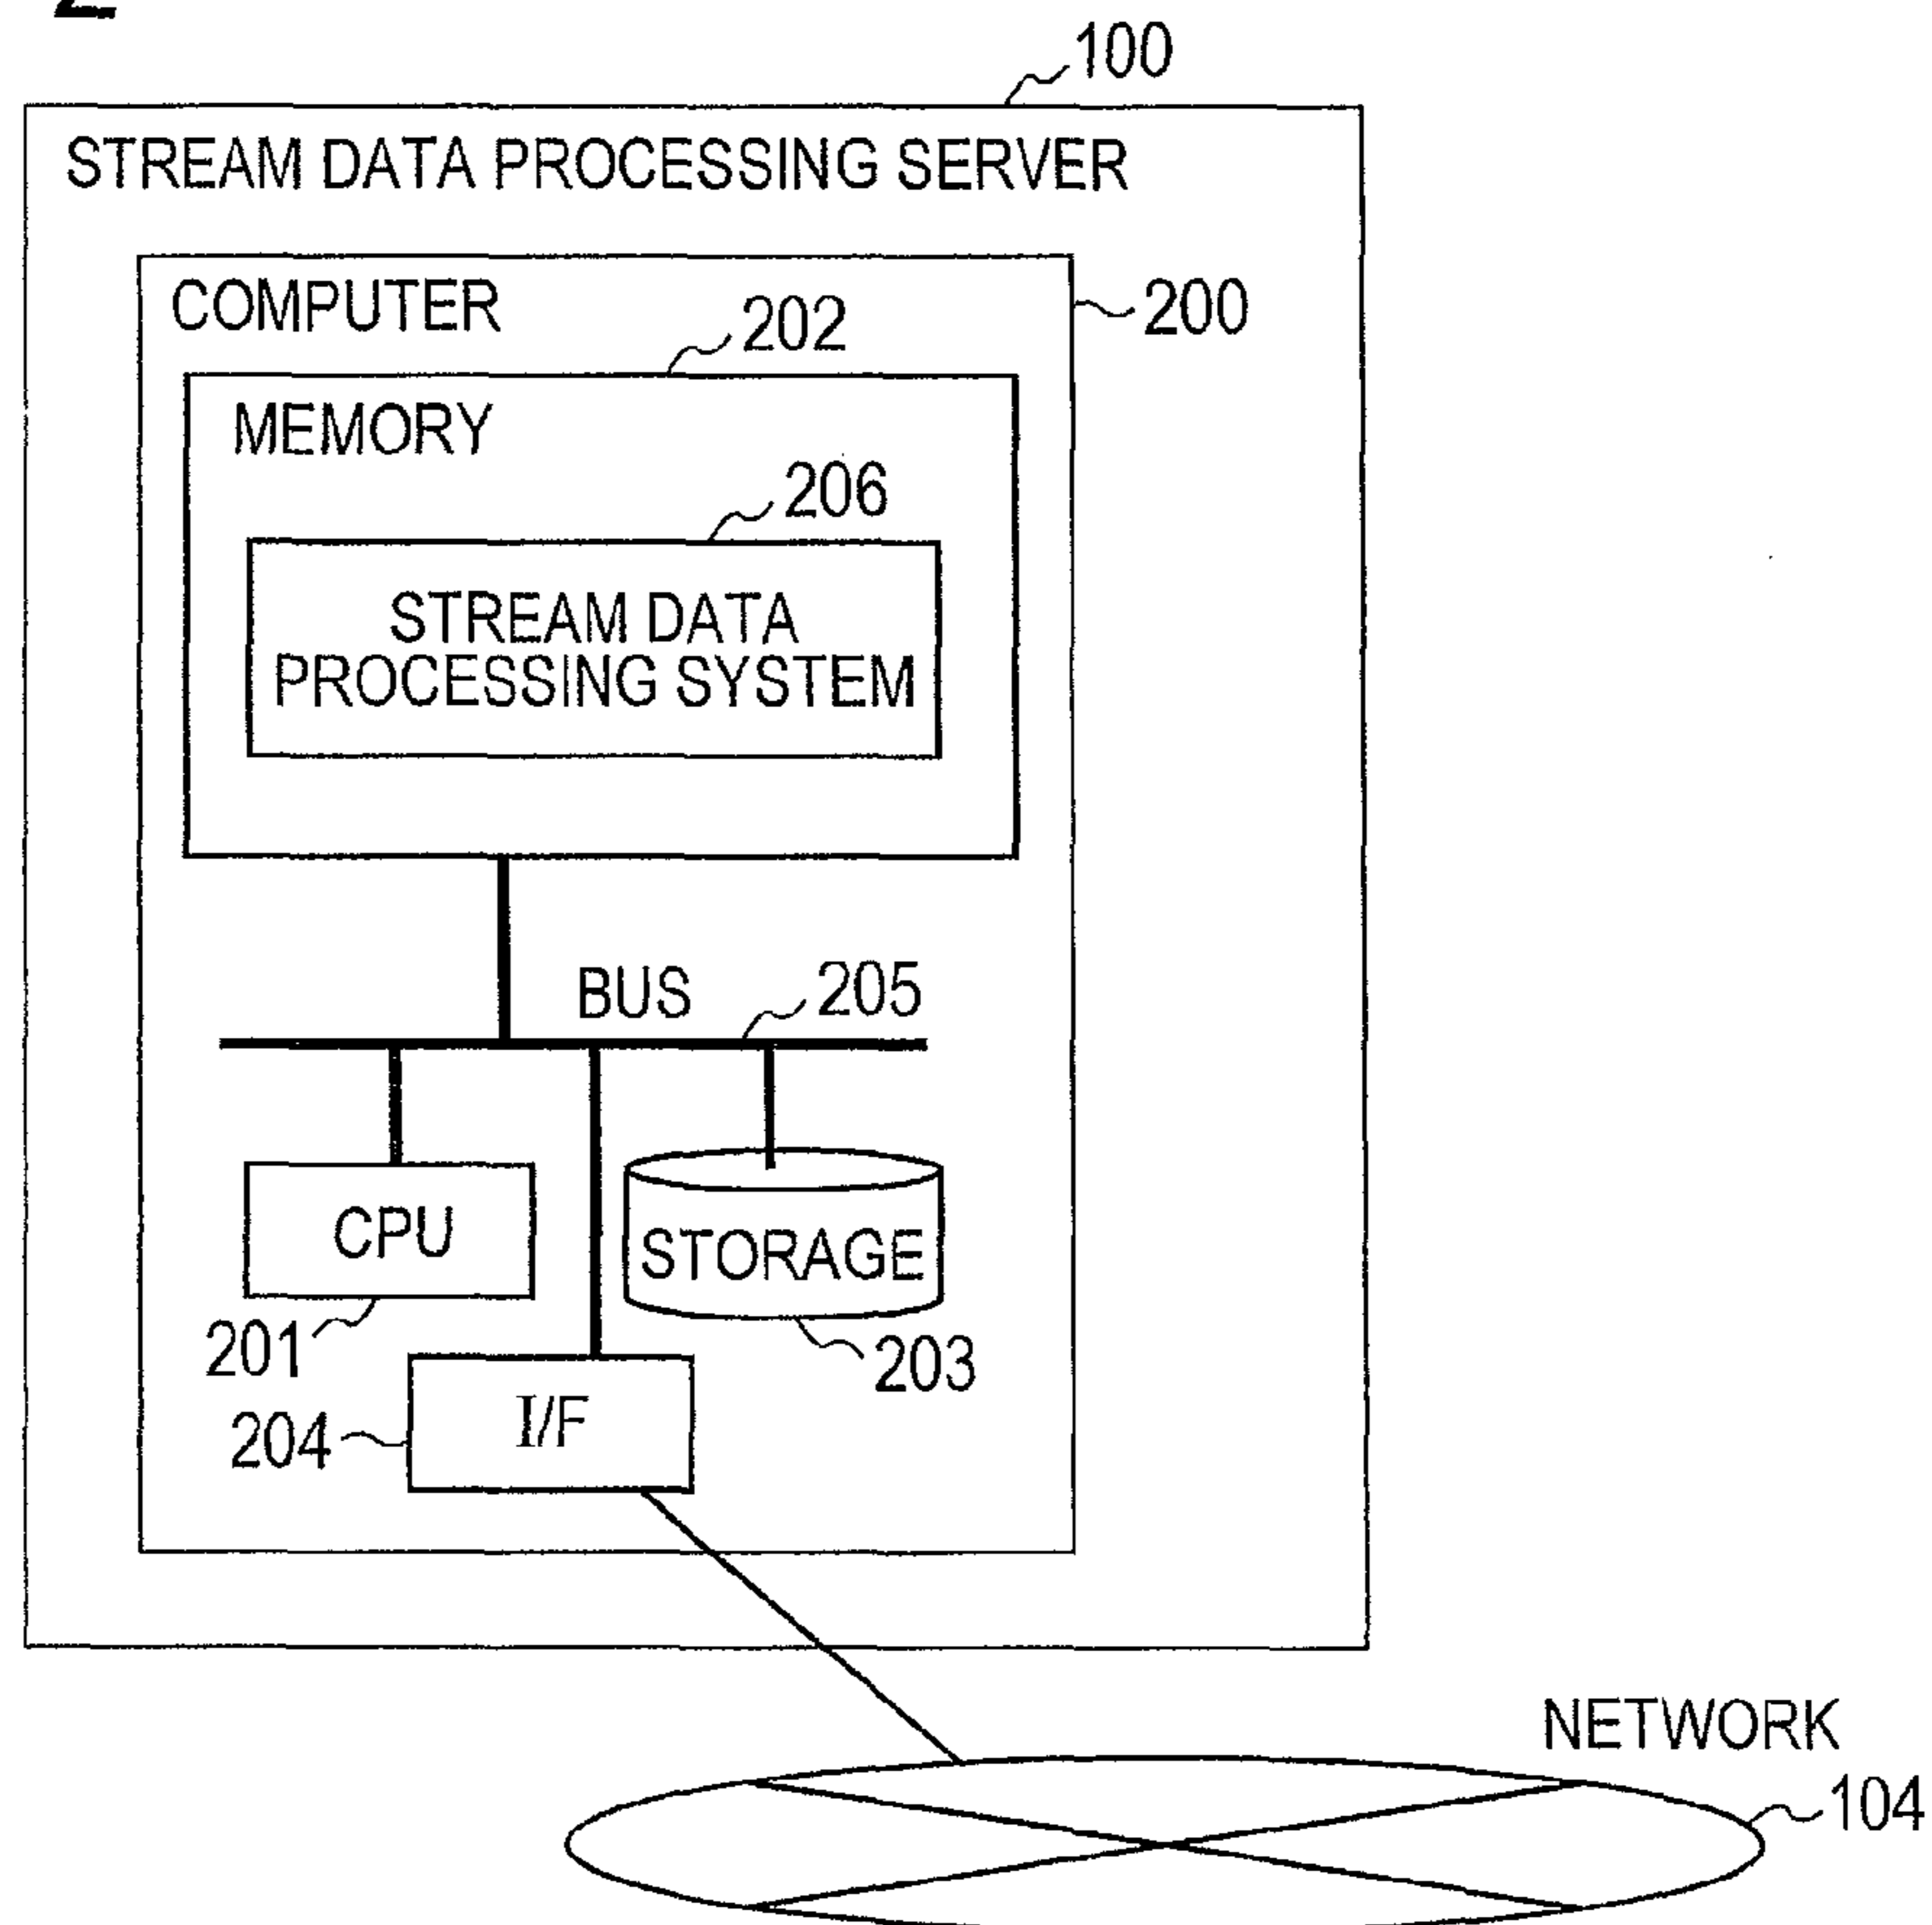 100
STREAM DATA PROCESSING SERVER
COMPUTER
200
202
MEMORY
206
STREAM DATA
PROCESSING SYSTEM
BUS
205
CPU
STORAGE
201
203
I/F
204
NETWORK
104